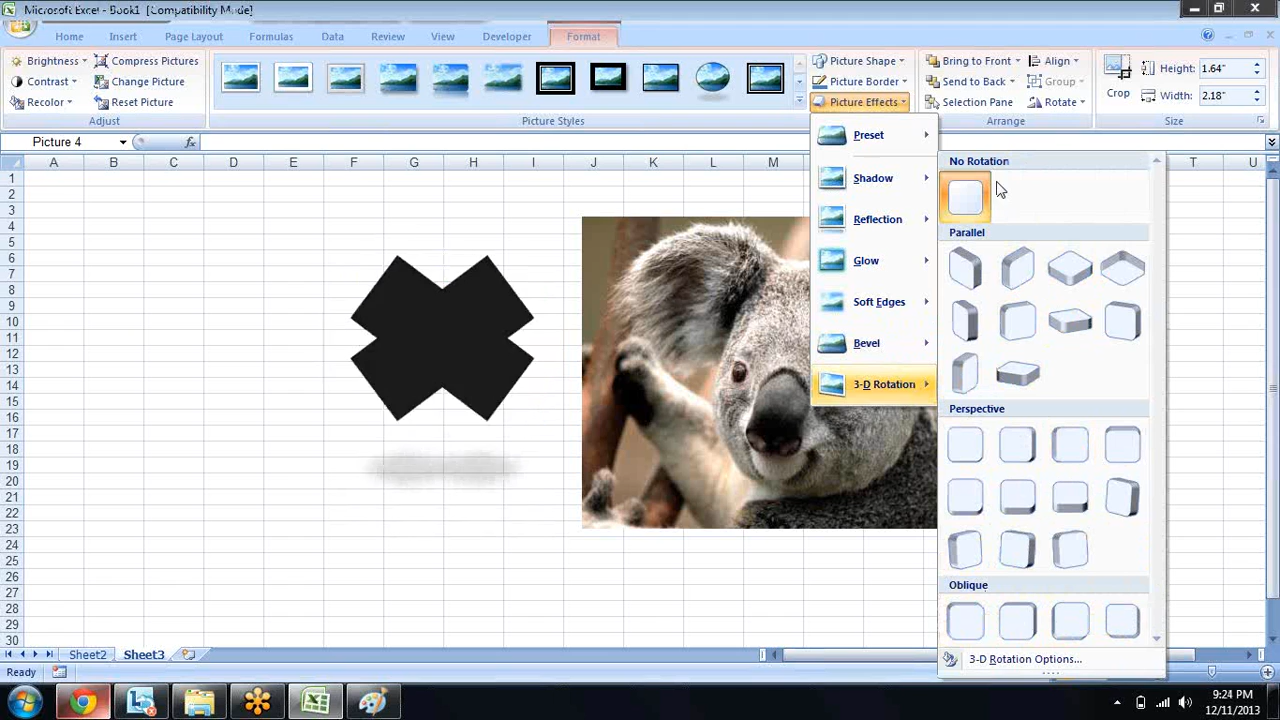 Microsoft Excel - Book1 [Compatibility Mode]
Home Insert Page Layout Formulas Data Review View Developer Format
Brightness Compress Pictures Picture Shape Bring to Front Align Height: 1.64"
Contrast Change Picture Picture Border Send to Back Group Crop Width: 2.18"
Recolor Reset Picture Picture Effects Selection Pane Rotate
Adjust Picture Styles Arrange Size
Picture 4 fx
A B C D E F G H I J K L M T U
1
2
3
4
5
6
7
8
9
10
11
12
13
14
15
16
17
18
19
20
21
22
23
24
25
26
27
28
29
30
Preset
Shadow
Reflection
Glow
Soft Edges
Bevel
3-D Rotation
No Rotation
Parallel
Perspective
Oblique
3-D Rotation Options...
Sheet2 Sheet3
Ready
9:24 PM
12/11/2013